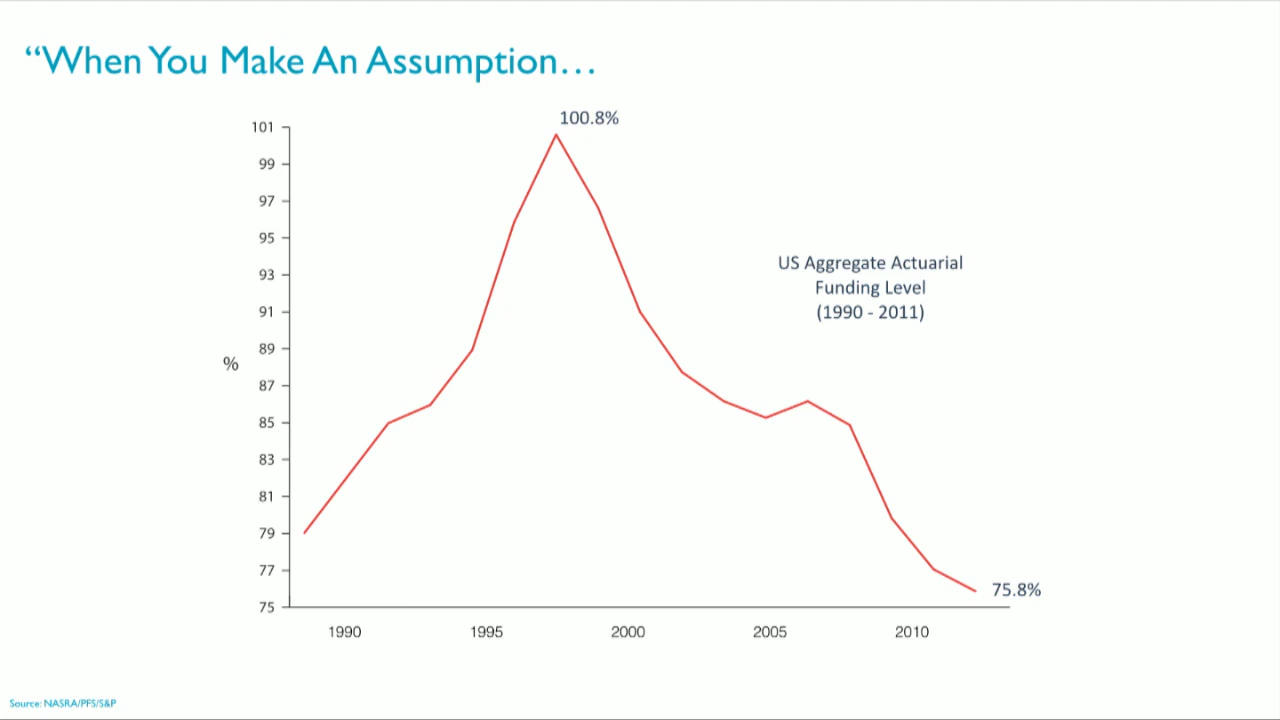 “When You Make An Assumption…
100.8%
101
99
97
95
93
91
89
87
85
83
81
79
77
75
%
US Aggregate Actuarial
Funding Level
(1990 - 2011)
75.8%
1990 1995 2000 2005 2010
Source: NASRA/PFS/S&P